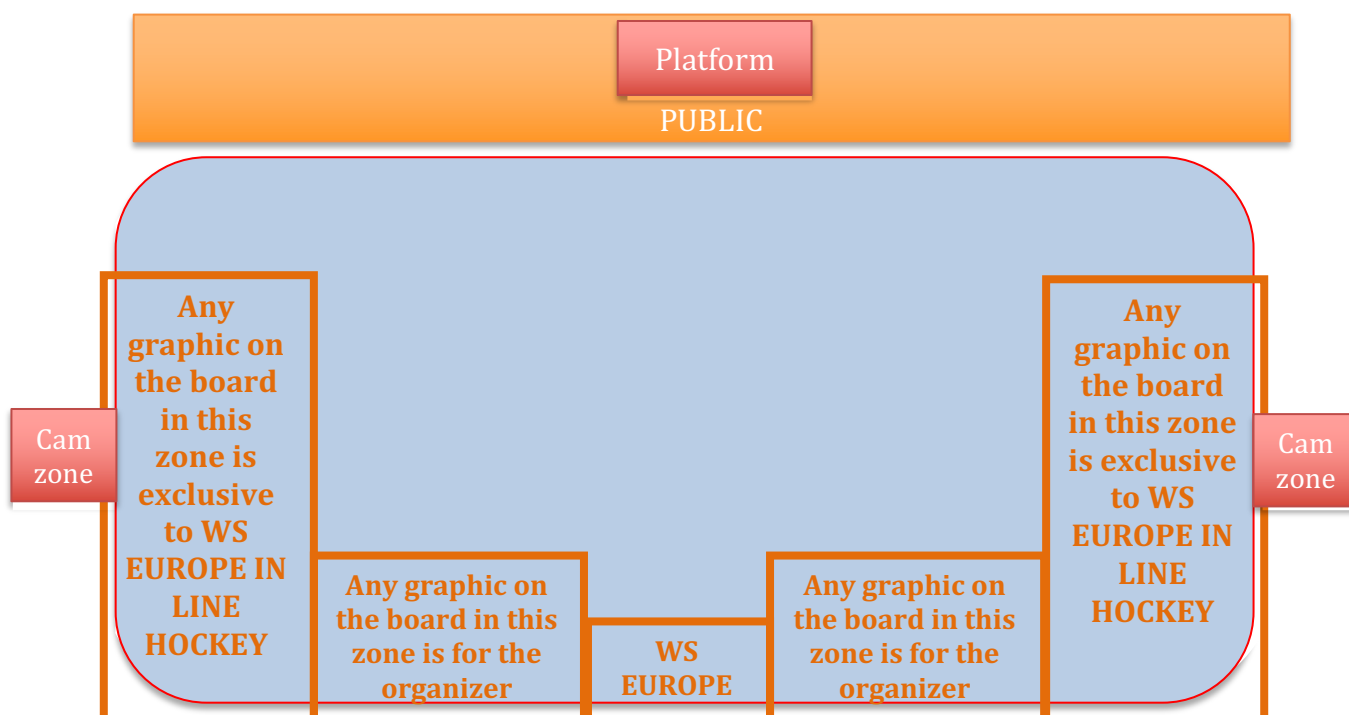 Platform
PUBLIC
Any
graphic on
the board
in this
zone is
exclusive
to WS
EUROPE IN
LINE
HOCKEY
Any
graphic on
the board
in this zone
is exclusive
to WS
EUROPE IN
LINE
HOCKEY
Cam
zone
Cam
zone
Any graphic on
the board in this
zone is for the
organizer
WS
EUROPE
Any graphic on
the board in this
zone is for the
organizer